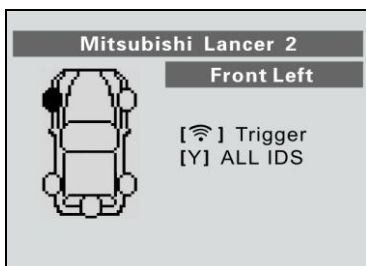 Mitsubishi Lancer 2
Front Left
[ ] Trigger
[Y] ALL IDS